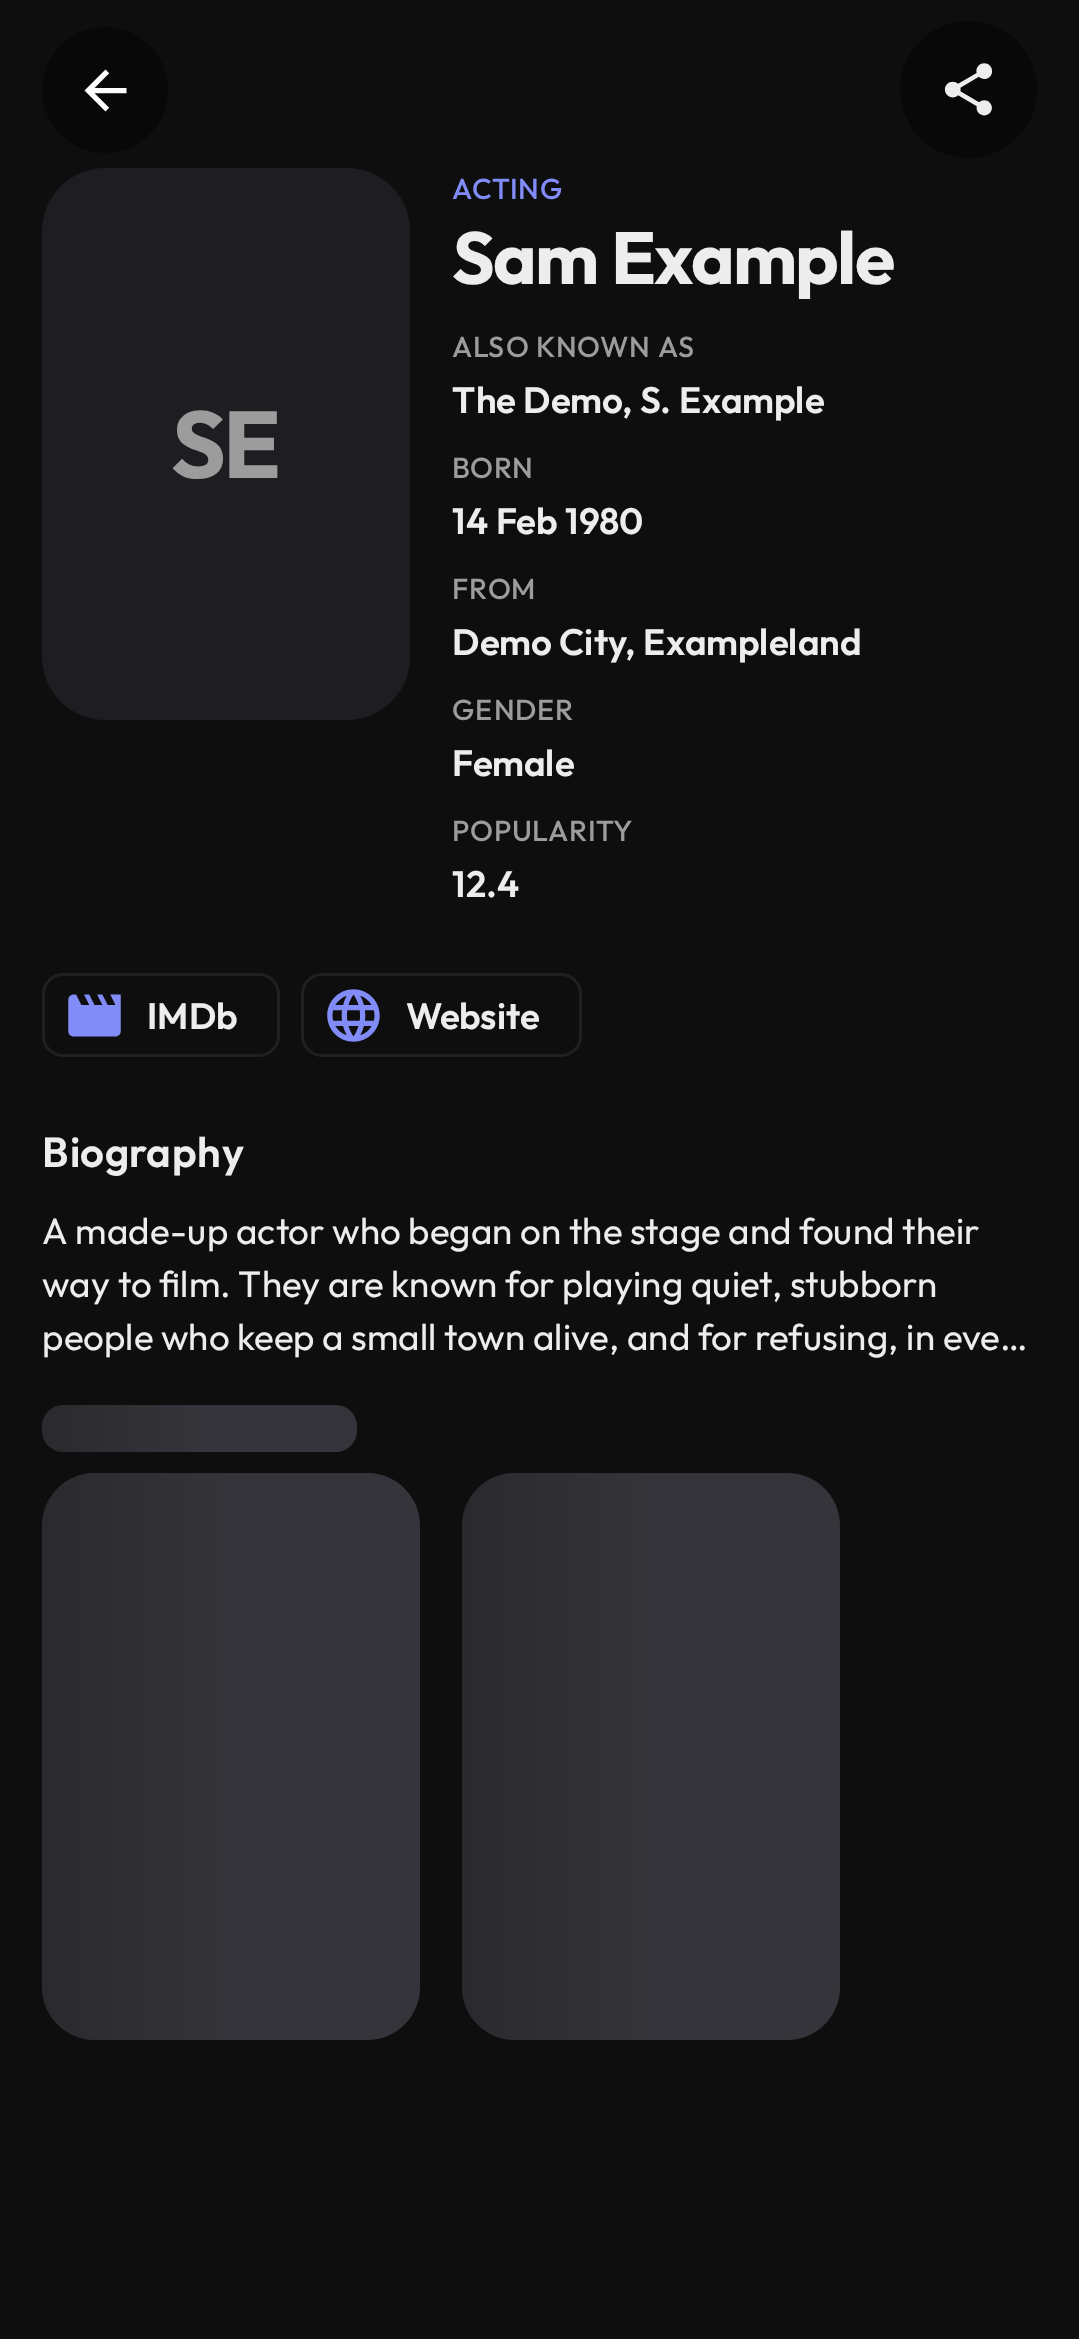 ACTING
Sam Example
SE
ALSO KNOWN AS
The Demo, S. Example
BORN
14 Feb 1980
FROM
Demo City, Exampleland
GENDER
Female
POPULARITY
12.4
IMDb
Website
Biography
A made-up actor who began on the stage and found their
way to film. They are known for playing quiet, stubborn
people who keep a small town alive, and for refusing, in eve…